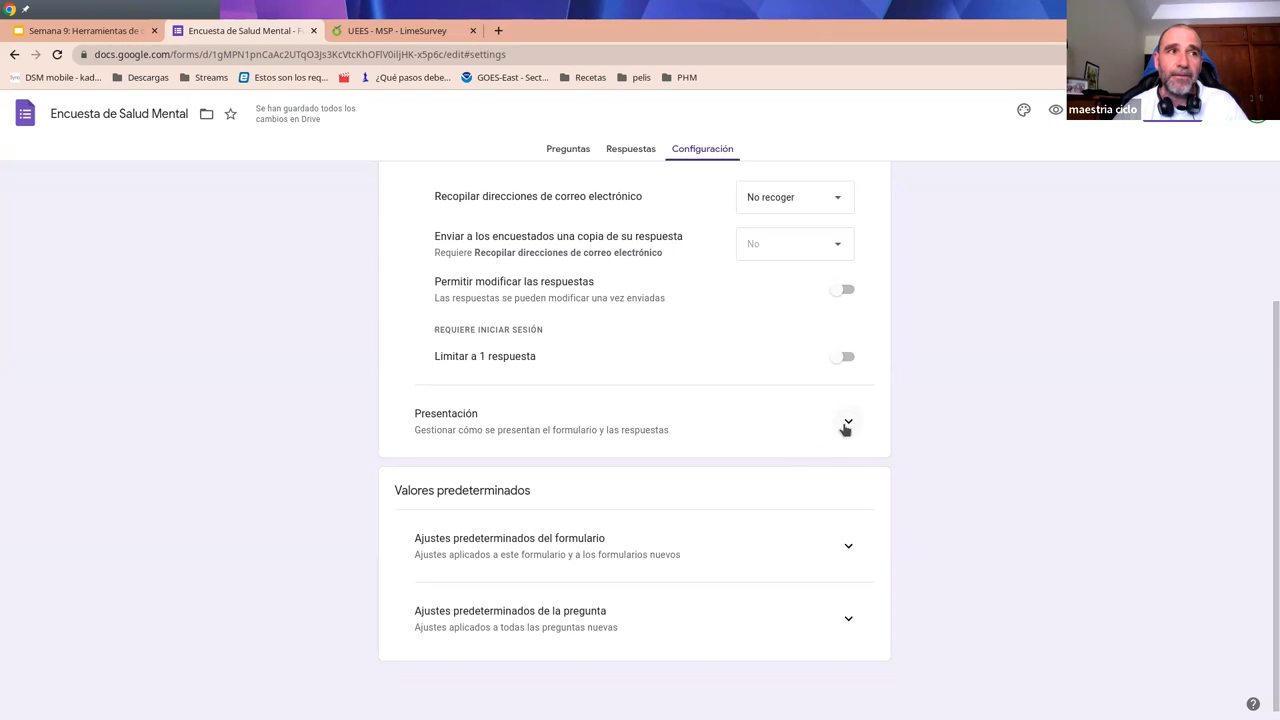 Semana 9: Herramientas de
Encuesta de Salud Mental - F
UEES - MSP - LimeSurvey
docs.google.com/forms/d/1gMPN1pnCaAc2UTqO3Js3KcVtcKhOFlV0iljHK-x5p6c/edit#settings
DSM mobile - kad...
Descargas
Streams
Estos son los req...
¿Qué pasos debe...
GOES-East - Sect...
Recetas
pelis
PHM
maestria ciclo
Encuesta de Salud Mental
Se han guardado todos los
cambios en Drive
Preguntas
Respuestas
Configuración
Recopilar direcciones de correo electrónico
No recoger
Enviar a los encuestados una copia de su respuesta
Requiere Recopilar direcciones de correo electrónico
No
Permitir modificar las respuestas
Las respuestas se pueden modificar una vez enviadas
REQUIERE INICIAR SESIÓN
Limitar a 1 respuesta
Presentación
Gestionar cómo se presentan el formulario y las respuestas
Valores predeterminados
Ajustes predeterminados del formulario
Ajustes aplicados a este formulario y a los formularios nuevos
Ajustes predeterminados de la pregunta
Ajustes aplicados a todas las preguntas nuevas